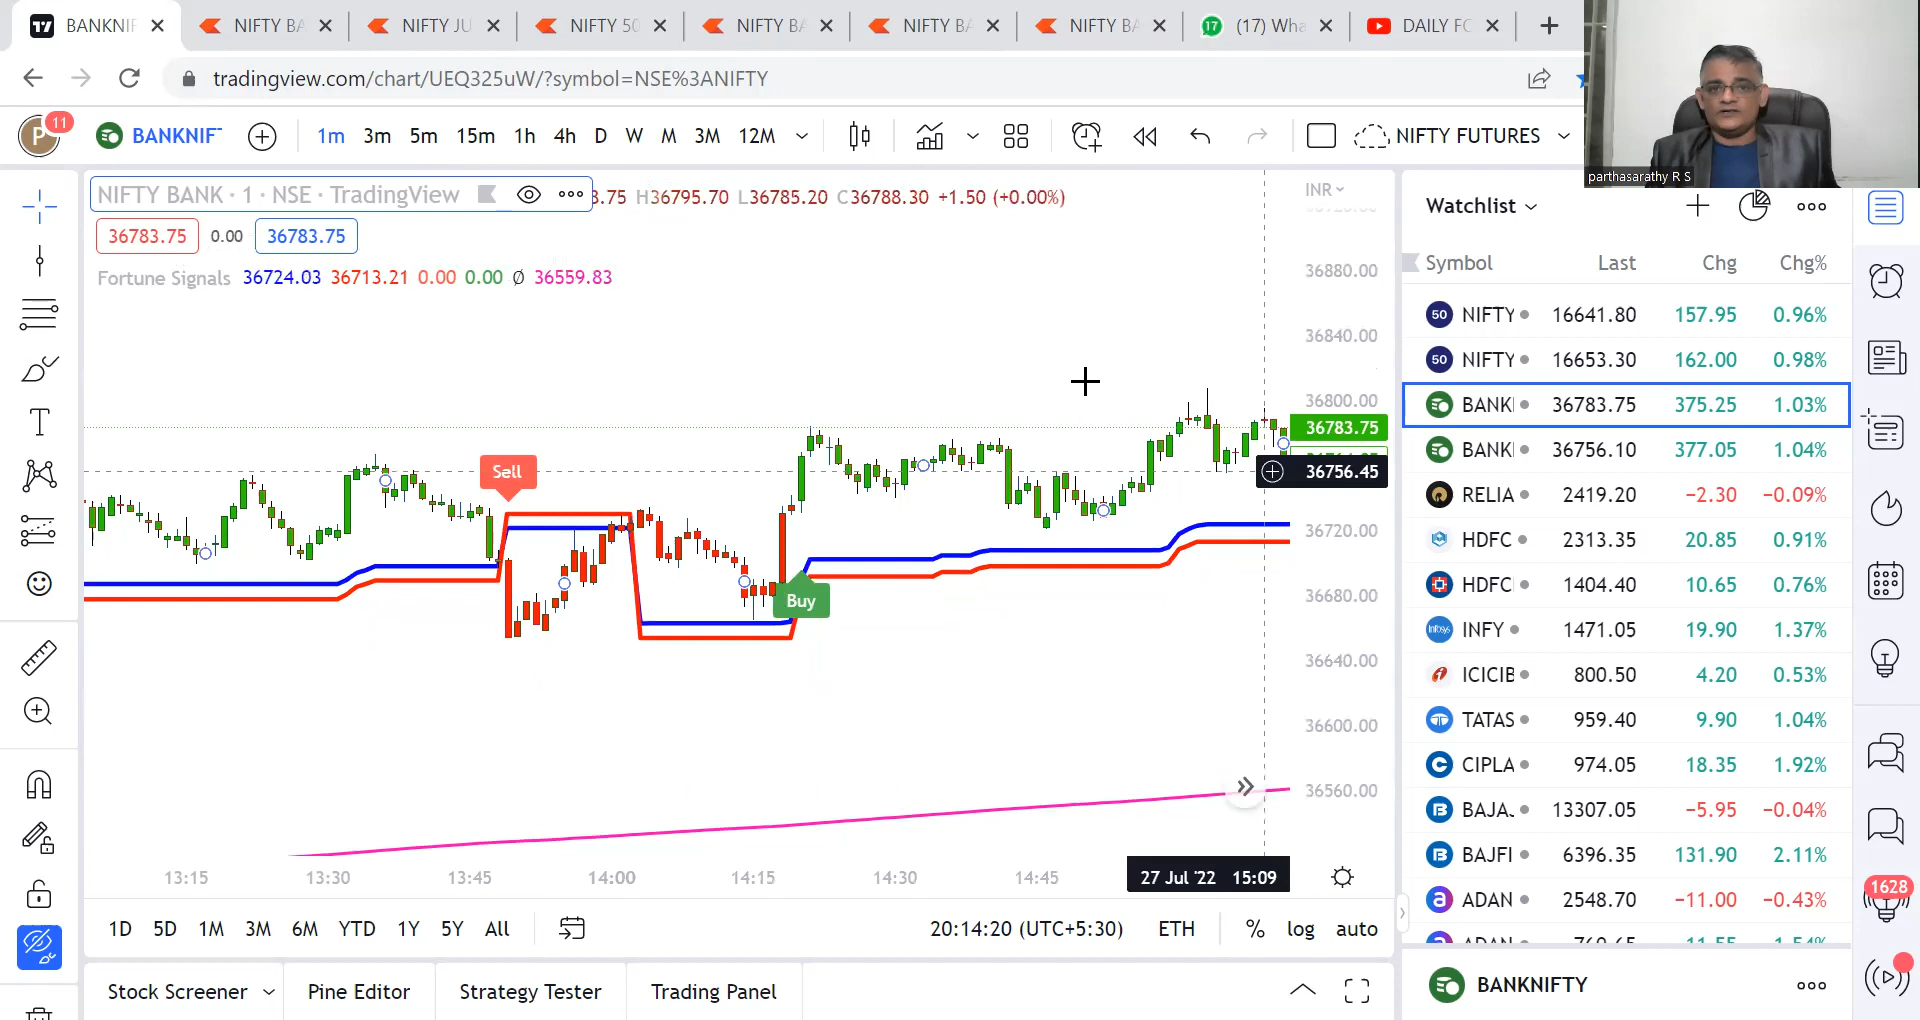 BANKNIF
NIFTY BA
NIFTY JU
NIFTY 50
NIFTY BA
NIFTY BA
NIFTY BA
(17) Wha
DAILY FO
tradingview.com/chart/UEQ325uW/?symbol=NSE%3ANIFTY
P 11 BANKNIF 1m 3m 5m 15m 1h 4h D W M 3M 12M NIFTY FUTURES
parthasarathy R S
NIFTY BANK · 1 · NSE · TradingView 8.75 H36795.70 L36785.20 C36788.30 +1.50 (+0.00%)
INR
36783.75 0.00 36783.75
Fortune Signals 36724.03 36713.21 0.00 0.00 Ø 36559.83
36880.00
36840.00
36800.00
36783.75
36756.45
36720.00
36680.00
36640.00
36600.00
36560.00
Sell
Buy
13:15 13:30 13:45 14:00 14:15 14:30 14:45 27 Jul '22 15:09
1D 5D 1M 3M 6M YTD 1Y 5Y All 20:14:20 (UTC+5:30) ETH % log auto
Stock Screener Pine Editor Strategy Tester Trading Panel
Watchlist
Symbol Last Chg Chg%
50 NIFTY 16641.80 157.95 0.96%
50 NIFTY 16653.30 162.00 0.98%
BANKI 36783.75 375.25 1.03%
BANKI 36756.10 377.05 1.04%
RELIA 2419.20 −2.30 −0.09%
HDFC 2313.35 20.85 0.91%
HDFC 1404.40 10.65 0.76%
INFY 1471.05 19.90 1.37%
ICICIB 800.50 4.20 0.53%
TATAS 959.40 9.90 1.04%
CIPLA 974.05 18.35 1.92%
BAJA. 13307.05 −5.95 −0.04%
BAJFI 6396.35 131.90 2.11%
ADAN 2548.70 −11.00 −0.43%
BANKNIFTY
1628